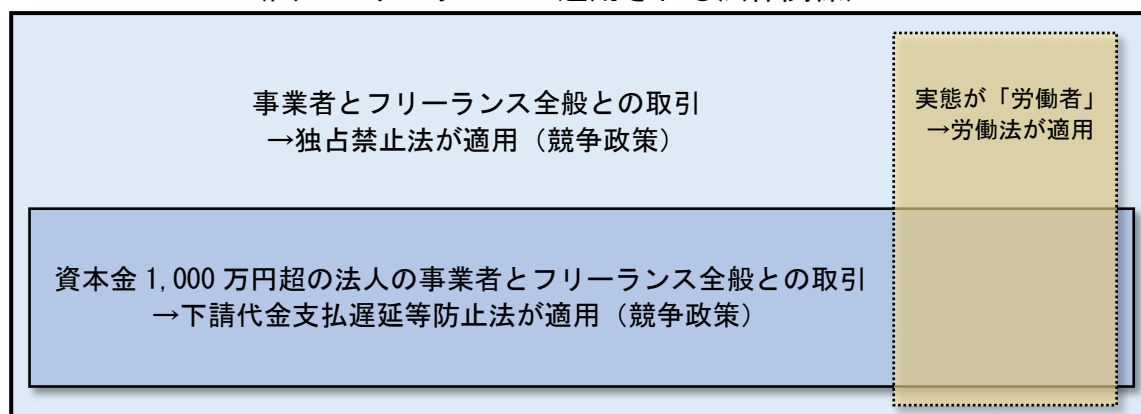 事業者とフリーランス全般との取引
→独占禁止法が適用（競争政策）
実態が「労働者」
→労働法が適用
資本金 1,000 万円超の法人の事業者とフリーランス全般との取引
→下請代金支払遅延等防止法が適用（競争政策）